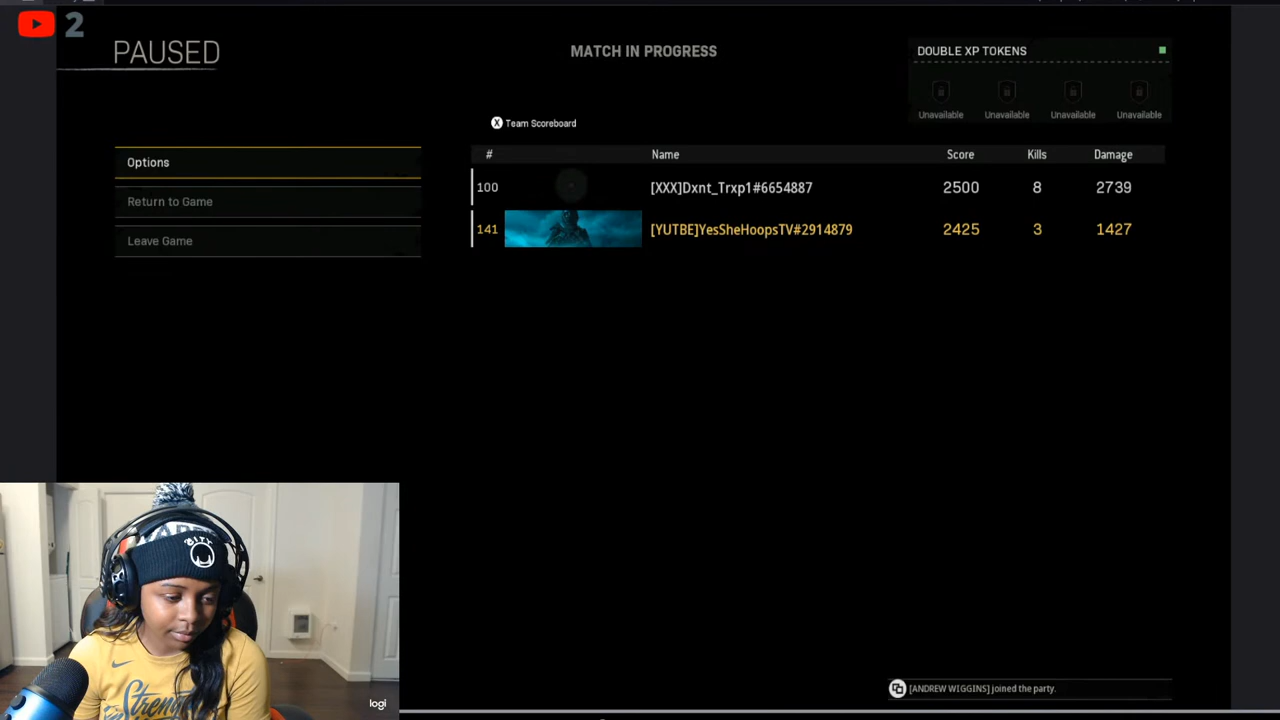 2
PAUSED
MATCH IN PROGRESS
DOUBLE XP TOKENS
Unavailable Unavailable Unavailable Unavailable
X Team Scoreboard
# Name Score Kills Damage
Options
100 [XXX]Dxnt_Trxp1#6654887 2500 8 2739
Return to Game
141 [YUTBE]YesSheHoopsTV#2914879 2425 3 1427
Leave Game
logi
[ANDREW WIGGINS] joined the party.